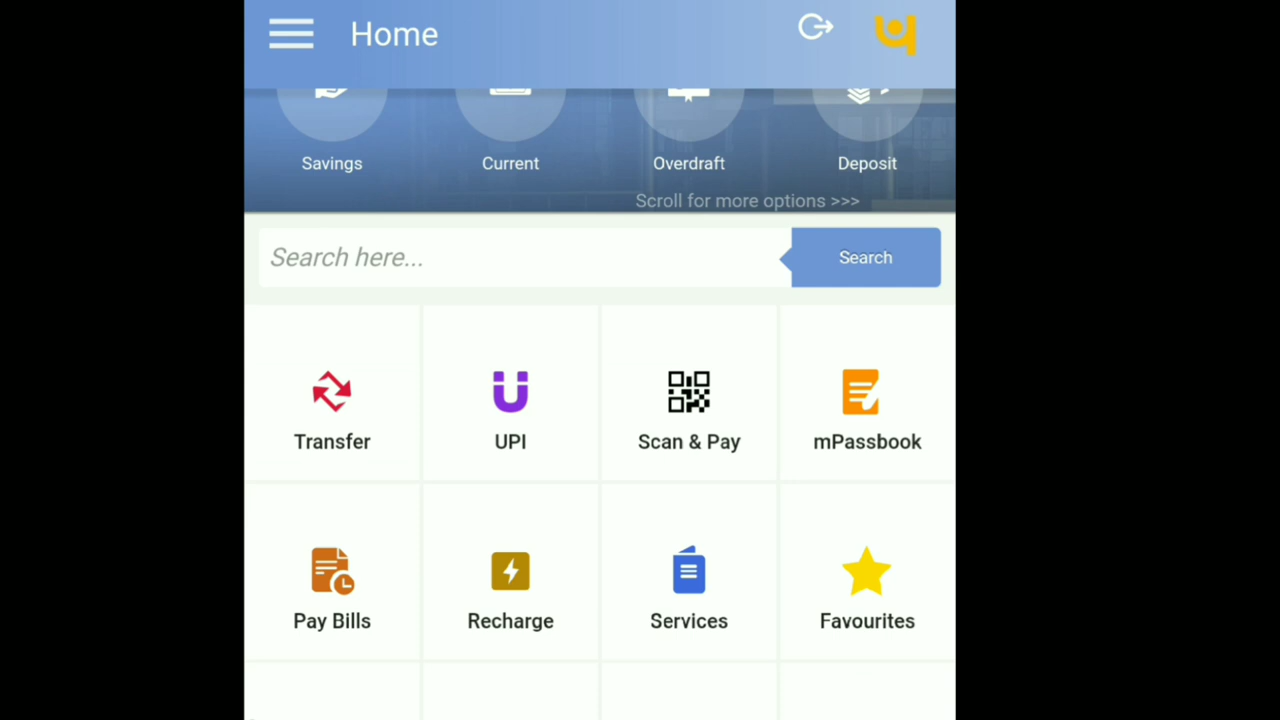 Home
Savings
Current
Overdraft
Deposit
Scroll for more options >>>
Search here...
Search
Transfer
UPI
Scan & Pay
mPassbook
Pay Bills
Recharge
Services
Favourites